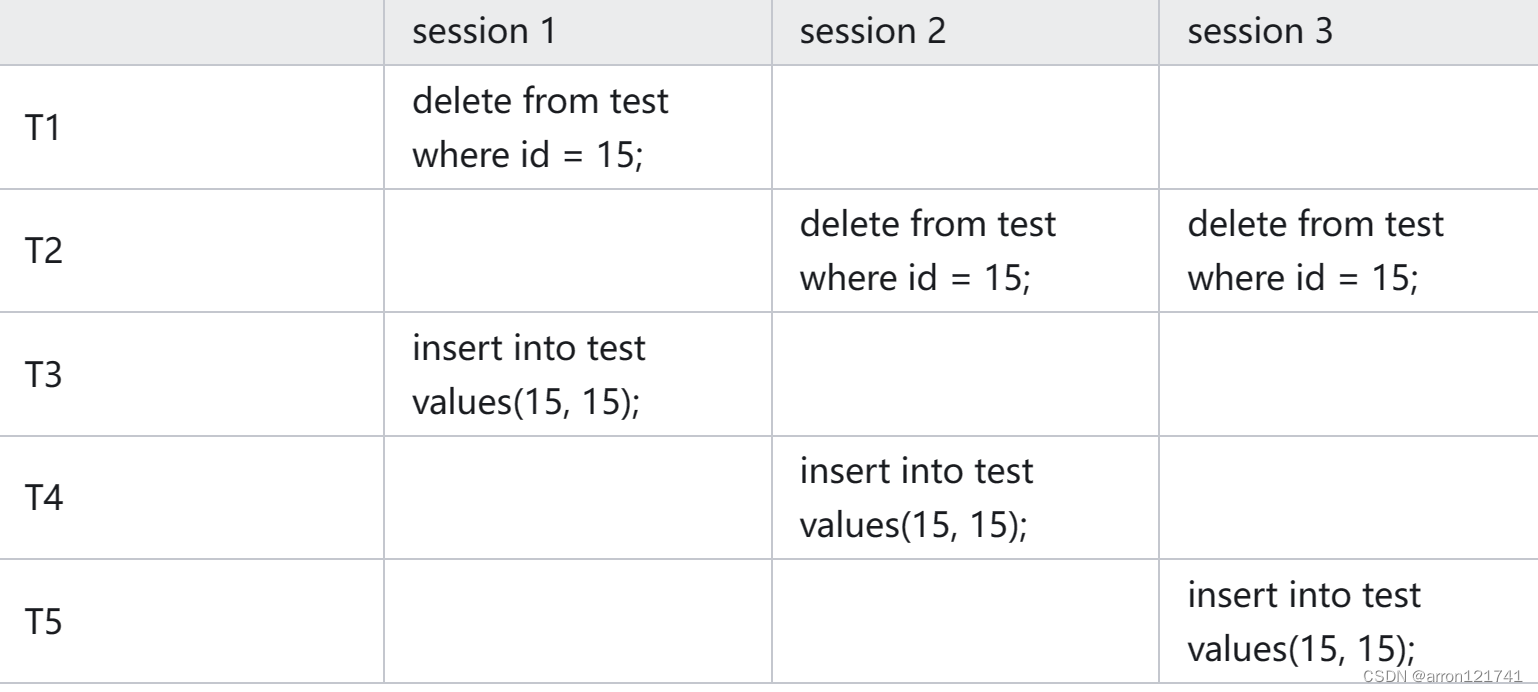 session 1
session 2
session 3
T1
delete from test
where id = 15;
T2
delete from test
where id = 15;
delete from test
where id = 15;
T3
insert into test
values(15, 15);
T4
insert into test
values(15, 15);
T5
insert into test
values(15, 15);
CSDN @arron121741